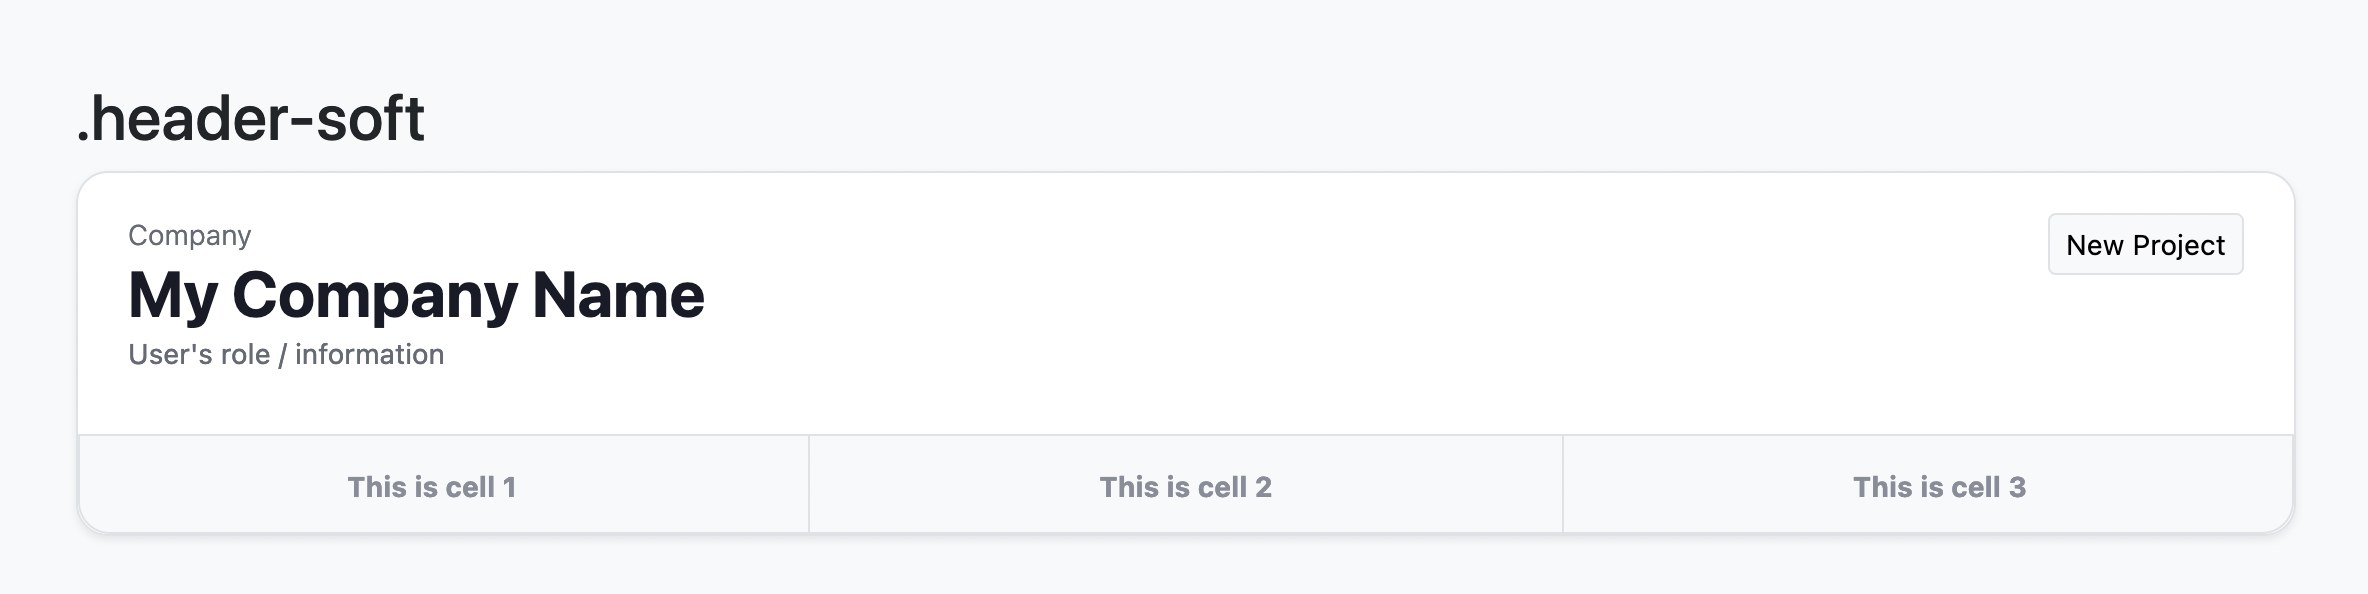 .header-soft
Company
New Project
My Company Name
User's role / information
This is cell 1
This is cell 2
This is cell 3